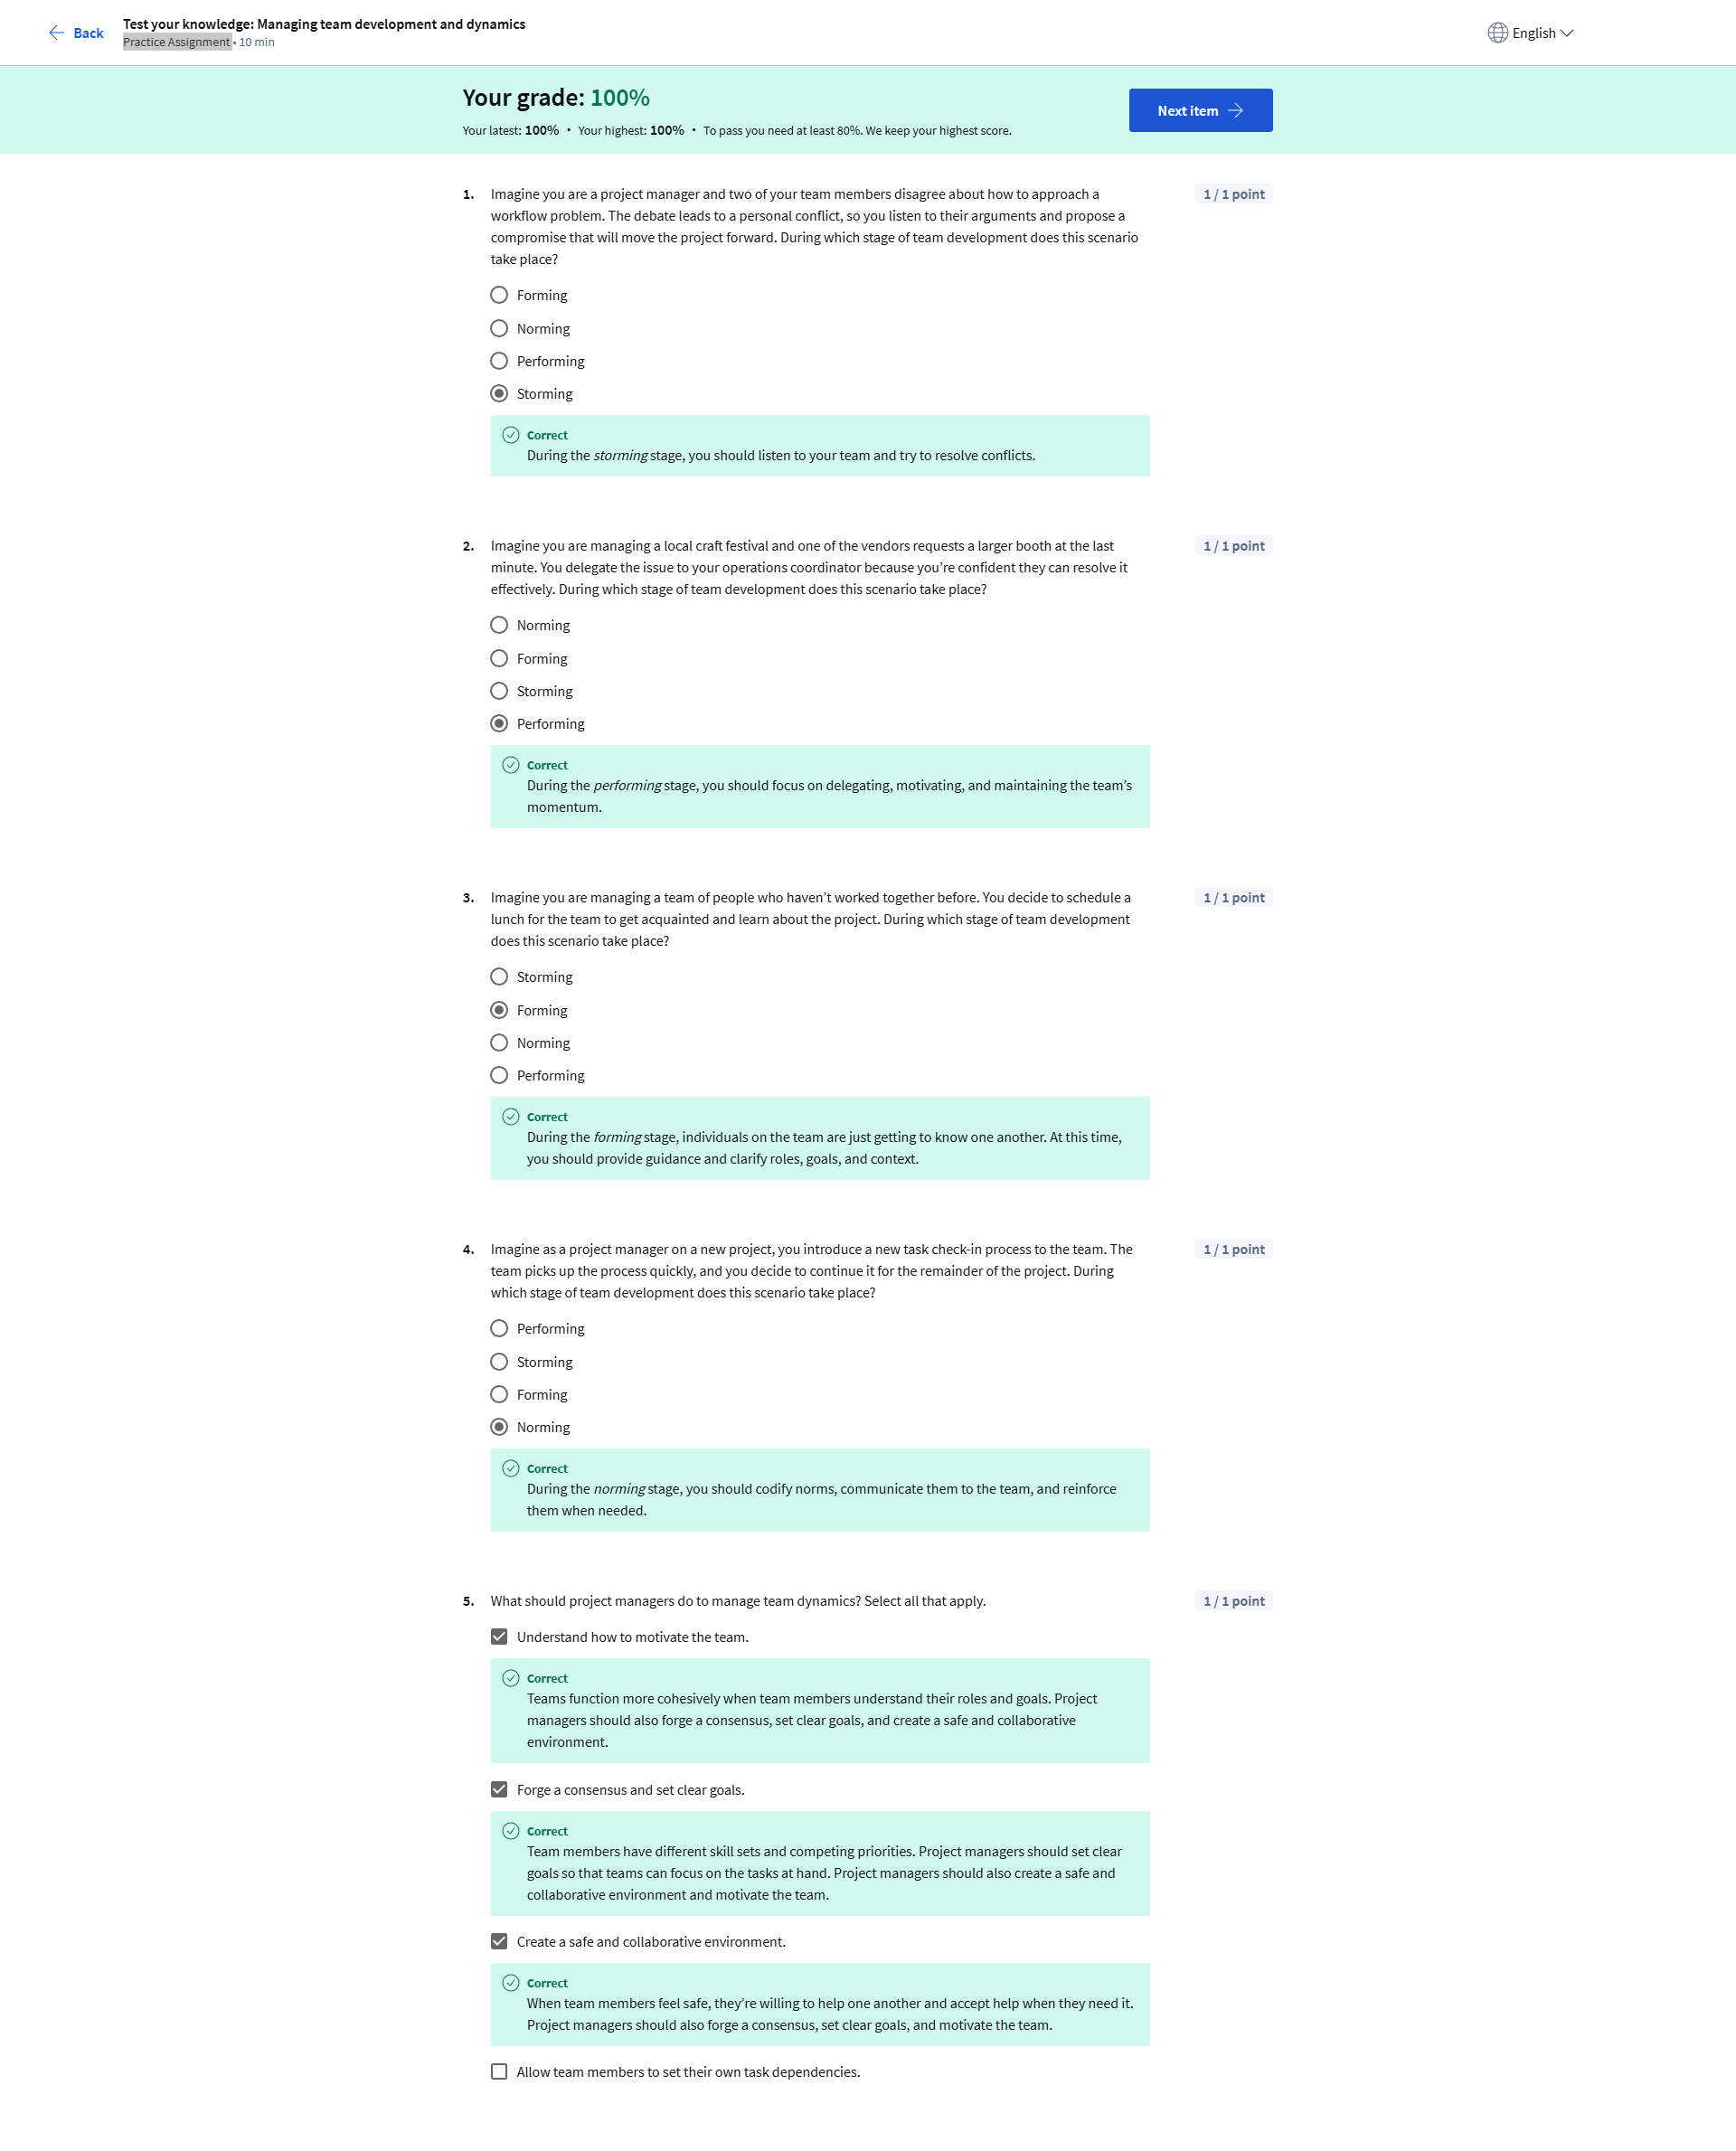 Back
Test your knowledge: Managing team development and dynamics
Practice Assignment • 10 min
English
Your grade: 100%
Your latest: 100% • Your highest: 100% • To pass you need at least 80%. We keep your highest score.
Next item
1. Imagine you are a project manager and two of your team members disagree about how to approach a
workflow problem. The debate leads to a personal conflict, so you listen to their arguments and propose a
compromise that will move the project forward. During which stage of team development does this scenario
take place?
1 / 1 point
Forming
Norming
Performing
Storming
Correct
During the storming stage, you should listen to your team and try to resolve conflicts.
2. Imagine you are managing a local craft festival and one of the vendors requests a larger booth at the last
minute. You delegate the issue to your operations coordinator because you’re confident they can resolve it
effectively. During which stage of team development does this scenario take place?
1 / 1 point
Norming
Forming
Storming
Performing
Correct
During the performing stage, you should focus on delegating, motivating, and maintaining the team’s
momentum.
3. Imagine you are managing a team of people who haven’t worked together before. You decide to schedule a
lunch for the team to get acquainted and learn about the project. During which stage of team development
does this scenario take place?
1 / 1 point
Storming
Forming
Norming
Performing
Correct
During the forming stage, individuals on the team are just getting to know one another. At this time,
you should provide guidance and clarify roles, goals, and context.
4. Imagine as a project manager on a new project, you introduce a new task check-in process to the team. The
team picks up the process quickly, and you decide to continue it for the remainder of the project. During
which stage of team development does this scenario take place?
1 / 1 point
Performing
Storming
Forming
Norming
Correct
During the norming stage, you should codify norms, communicate them to the team, and reinforce
them when needed.
5. What should project managers do to manage team dynamics? Select all that apply.
1 / 1 point
Understand how to motivate the team.
Correct
Teams function more cohesively when team members understand their roles and goals. Project
managers should also forge a consensus, set clear goals, and create a safe and collaborative
environment.
Forge a consensus and set clear goals.
Correct
Team members have different skill sets and competing priorities. Project managers should set clear
goals so that teams can focus on the tasks at hand. Project managers should also create a safe and
collaborative environment and motivate the team.
Create a safe and collaborative environment.
Correct
When team members feel safe, they’re willing to help one another and accept help when they need it.
Project managers should also forge a consensus, set clear goals, and motivate the team.
Allow team members to set their own task dependencies.